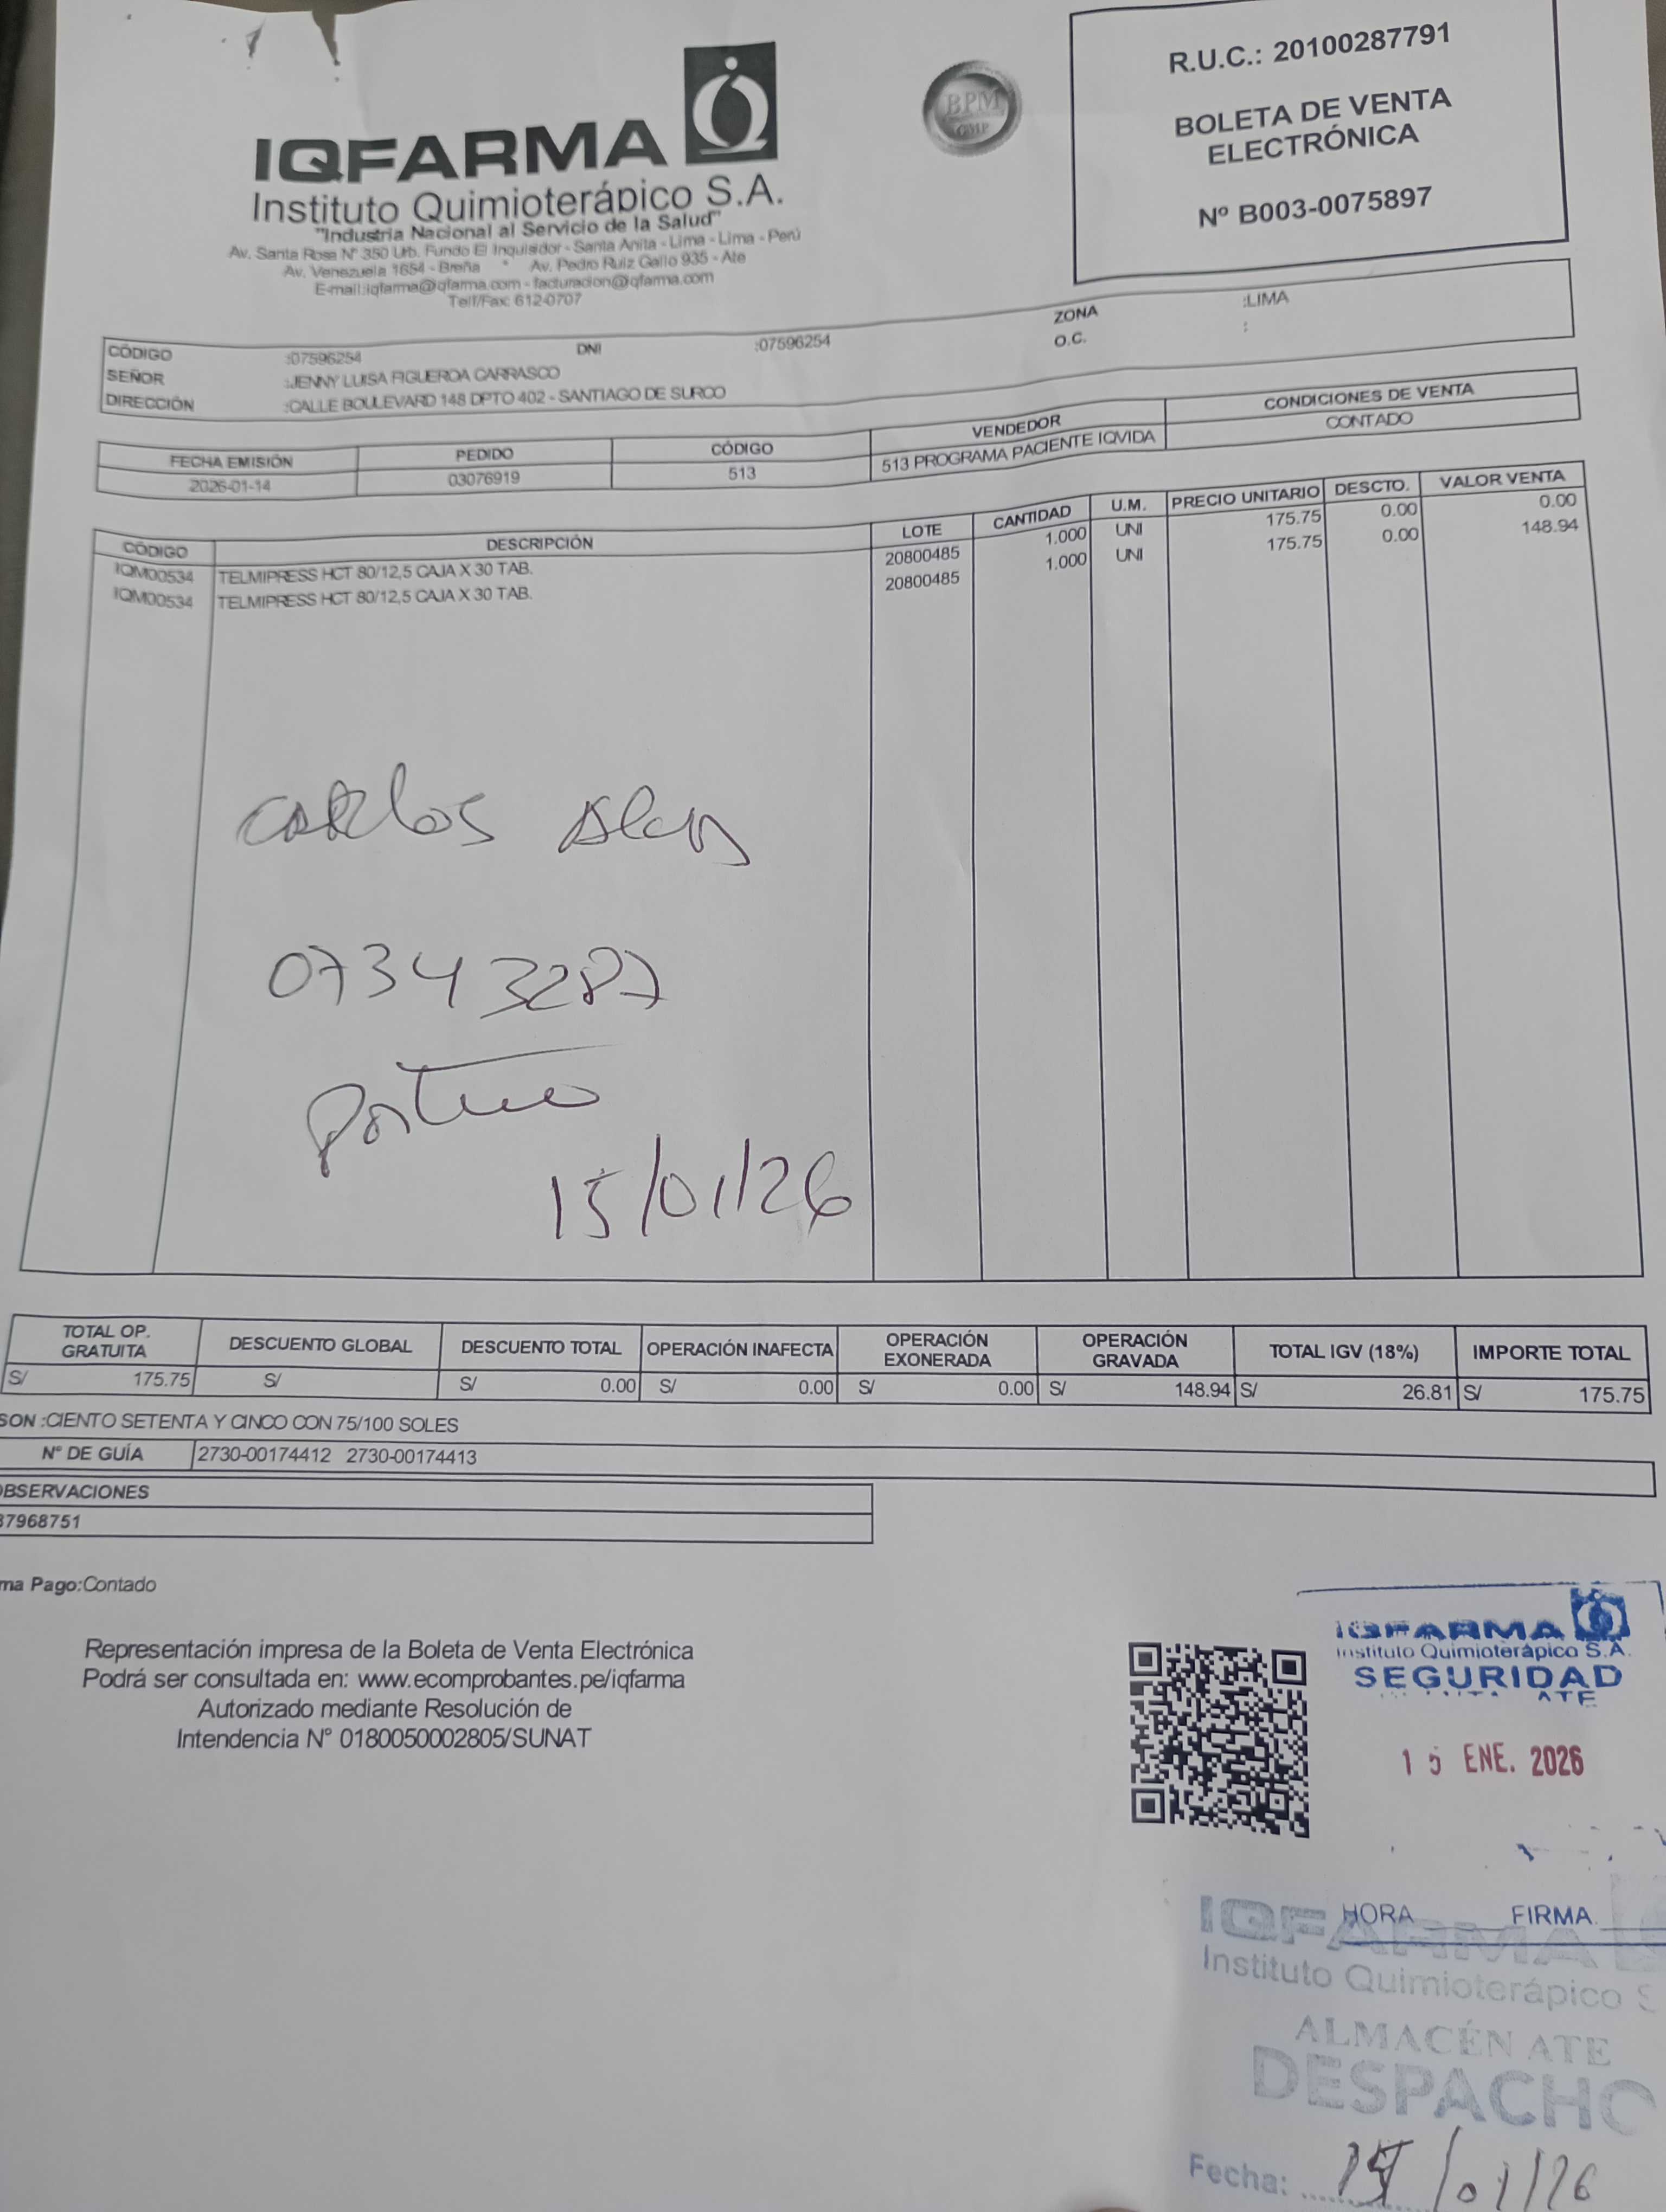 R.U.C.: 20100287791
BOLETA DE VENTA
ELECTRÓNICA
Nº B003-0075897
BPM
GMP
IQFARMA
Instituto Quimioterápico S.A.
"Industria Nacional al Servicio de la Salud"
Av. Santa Rosa Nº 350 Urb. Fundo El Inquisidor - Santa Anita - Lima - Lima - Perú
Av. Venezuela 1654 - Breña * Av. Pedro Ruiz Gallo 935 - Ate
E-mail:iqfarma@iqfarma.com - facturacion@iqfarma.com
Telf/Fax: 612-0707
CÓDIGO :07596254 DNI :07596254 ZONA :LIMA
SEÑOR :JENNY LUISA FIGUEROA CARRASCO O.C. :
DIRECCIÓN :CALLE BOULEVARD 148 DPTO 402 - SANTIAGO DE SURCO
FECHA EMISIÓN PEDIDO CÓDIGO VENDEDOR CONDICIONES DE VENTA
2026-01-14 03076919 513 513 PROGRAMA PACIENTE IQVIDA CONTADO
CÓDIGO DESCRIPCIÓN LOTE CANTIDAD U.M. PRECIO UNITARIO DESCTO. VALOR VENTA
IQM00534 TELMIPRESS HCT 80/12,5 CAJA X 30 TAB. 20800485 1.000 UNI 175.75 0.00 0.00
IQM00534 TELMIPRESS HCT 80/12,5 CAJA X 30 TAB. 20800485 1.000 UNI 175.75 0.00 148.94
Carlos
07343287
15/01/26
TOTAL OP. GRATUITA DESCUENTO GLOBAL DESCUENTO TOTAL OPERACIÓN INAFECTA OPERACIÓN EXONERADA OPERACIÓN GRAVADA TOTAL IGV (18%) IMPORTE TOTAL
S/ 175.75 S/ S/ 0.00 S/ 0.00 S/ 0.00 S/ 148.94 S/ 26.81 S/ 175.75
SON :CIENTO SETENTA Y CINCO CON 75/100 SOLES
Nº DE GUÍA 2730-00174412 2730-00174413
OBSERVACIONES
37968751
ma Pago:Contado
Representación impresa de la Boleta de Venta Electrónica
Podrá ser consultada en: www.ecomprobantes.pe/iqfarma
Autorizado mediante Resolución de
Intendencia Nº 0180050002805/SUNAT
IQFARMA
Instituto Quimioterápico S.A.
SEGURIDAD
ATE
15 ENE. 2026
HORA FIRMA
IQFARMA
Instituto Quimioterápico S
ALMACÉN ATE
DESPACHO
Fecha: 15/01/26